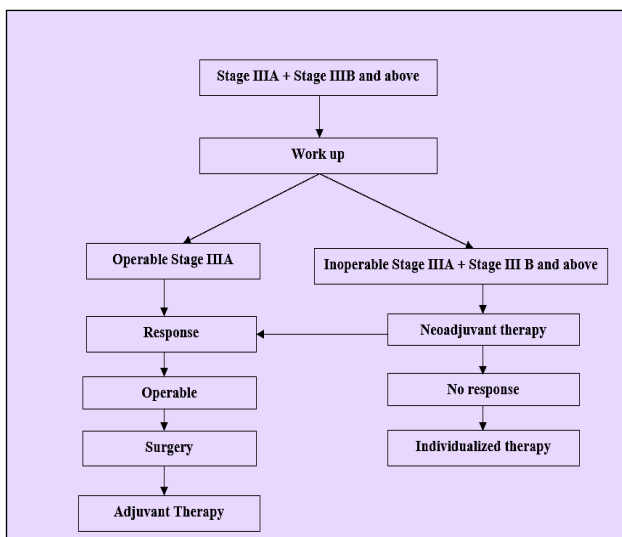 Stage IIIA + Stage IIIB and above
Work up
Operable Stage IIIA
Inoperable Stage IIIA + Stage III B and above
Response
Neoadjuvant therapy
Operable
No response
Surgery
Individualized therapy
Adjuvant Therapy